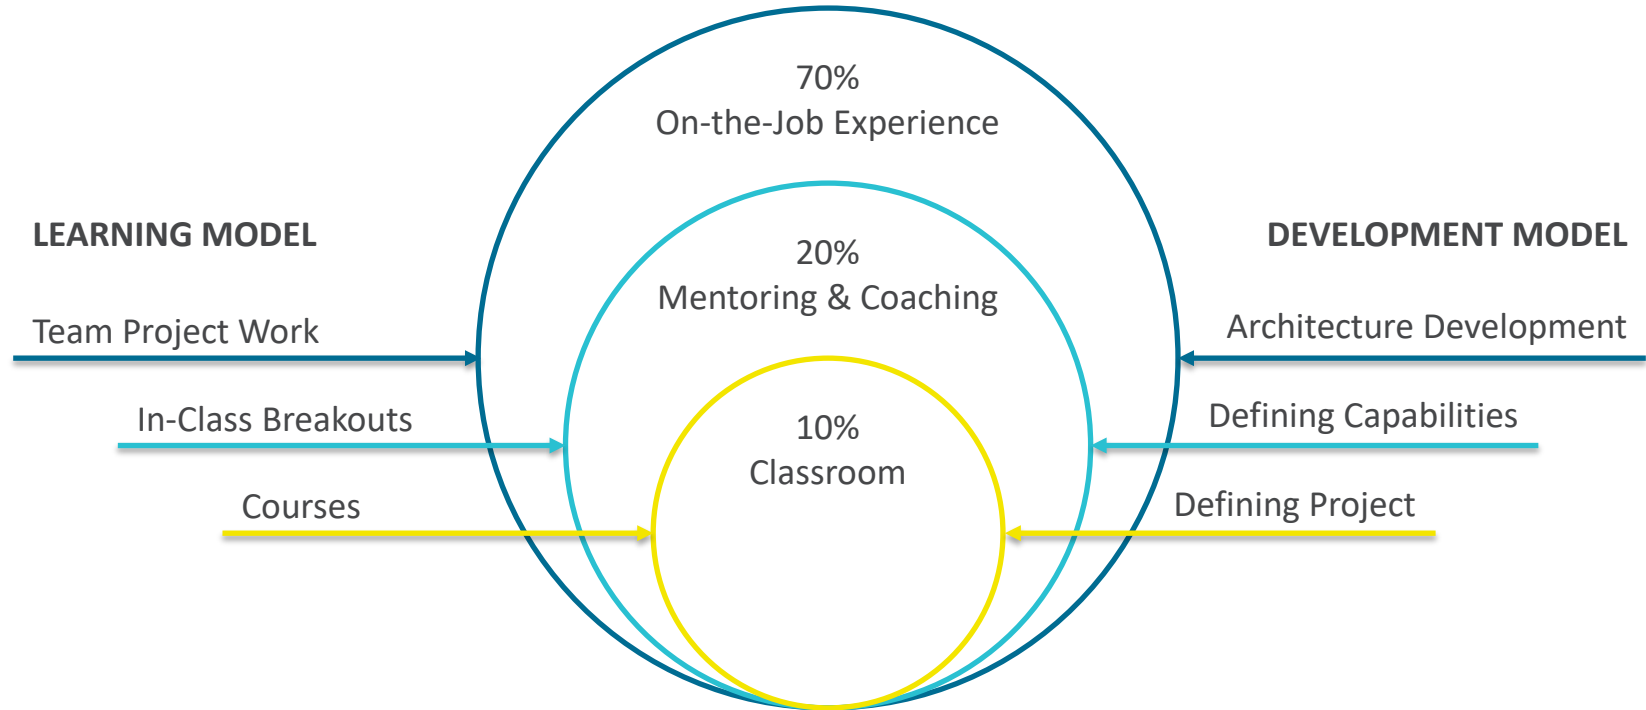 70%
On-the-Job Experience
LEARNING MODEL
DEVELOPMENT MODEL
20%
Mentoring & Coaching
Team Project Work
Architecture Development
In-Class Breakouts
Defining Capabilities
10%
Classroom
Courses
Defining Project